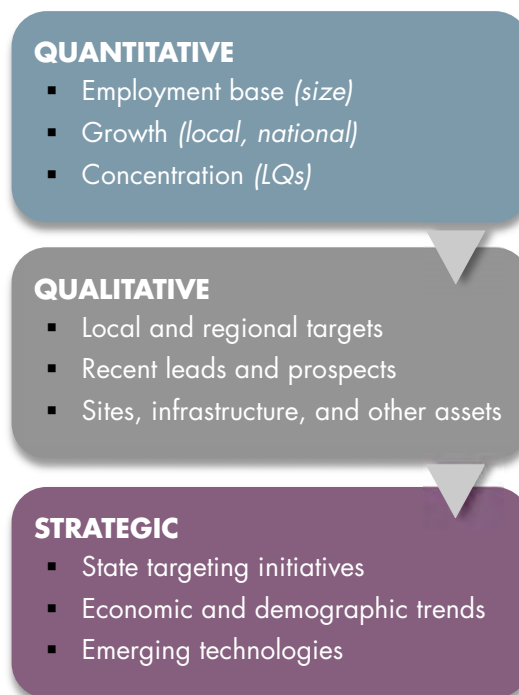 QUANTITATIVE
▪ Employment base (size)
▪ Growth (local, national)
▪ Concentration (LQs)
QUALITATIVE
▪ Local and regional targets
▪ Recent leads and prospects
▪ Sites, infrastructure, and other assets
STRATEGIC
▪ State targeting initiatives
▪ Economic and demographic trends
▪ Emerging technologies